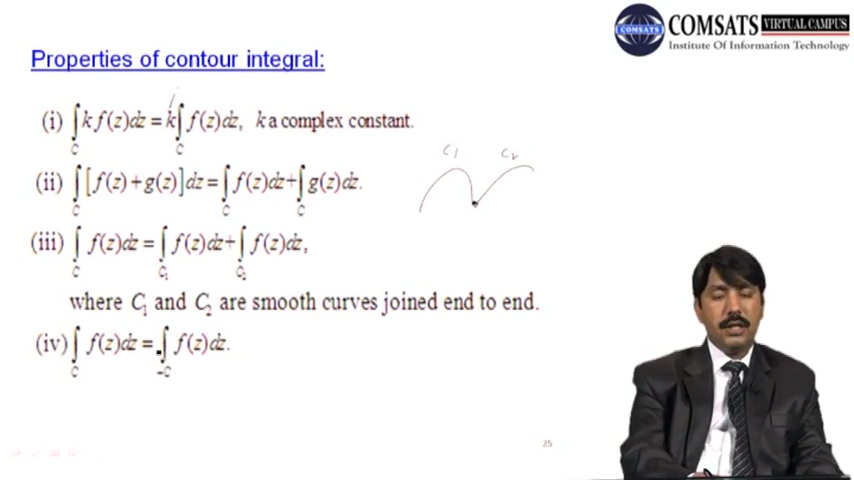 COMSATS VIRTUAL CAMPUS
COMSATS
Institute Of Information Technology
Properties of contour integral:
(i) ∫_C k f(z)dz = k∫_C f(z)dz, k a complex constant.
C₁ C₂
(ii) ∫_C [f(z)+g(z)]dz = ∫_C f(z)dz+∫_C g(z)dz.
(iii) ∫_C f(z)dz = ∫_C₁ f(z)dz+∫_C₂ f(z)dz,
where C₁ and C₂ are smooth curves joined end to end.
(iv) ∫_C f(z)dz = -∫_-C f(z)dz.
25